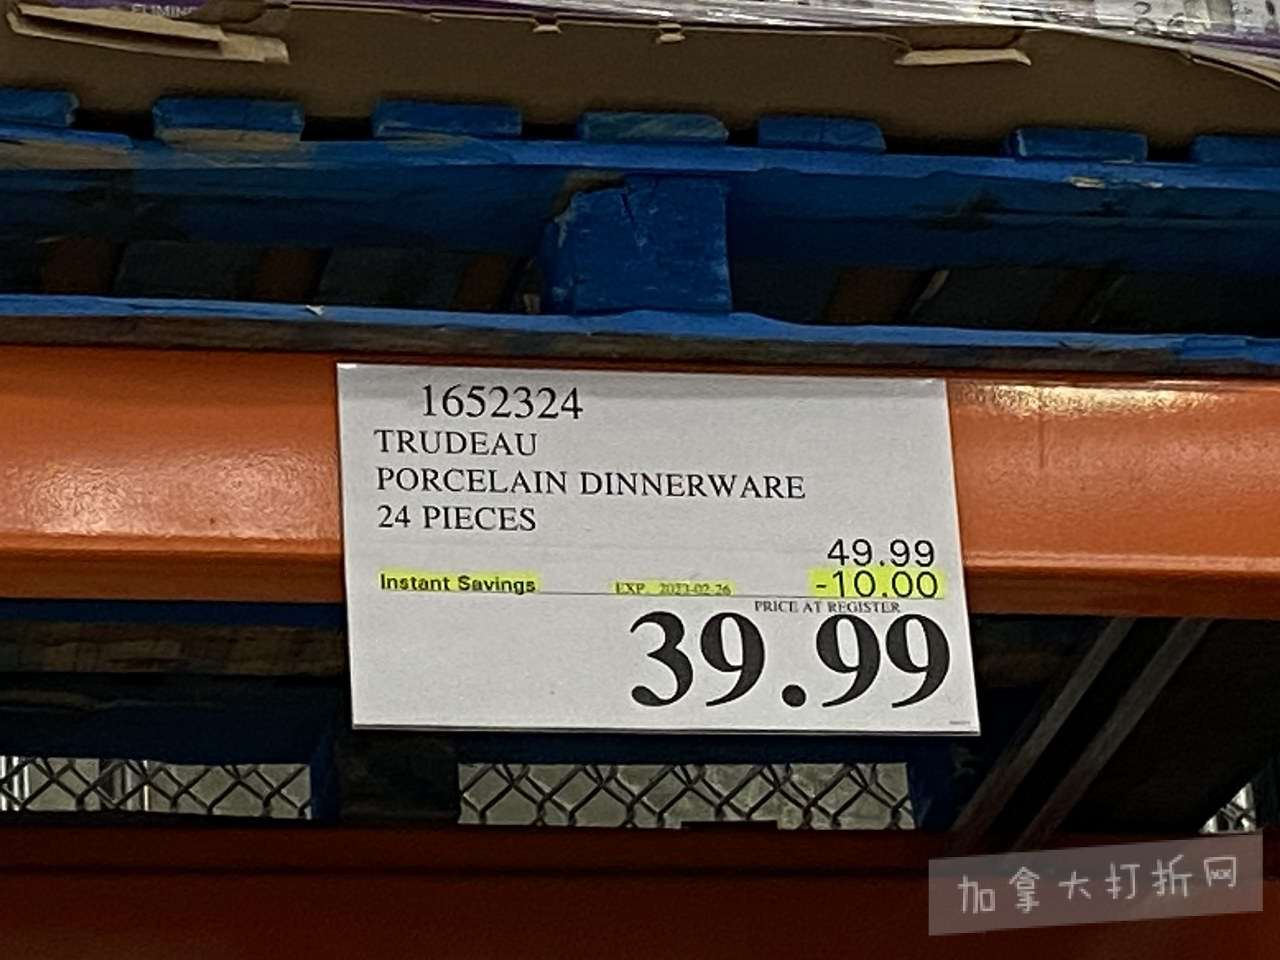 1652324
TRUDEAU
PORCELAIN DINNERWARE
24 PIECES
49.99
Instant Savings EXP. 2023-02-26 -10.00
PRICE AT REGISTER
39.99
加拿大打折网